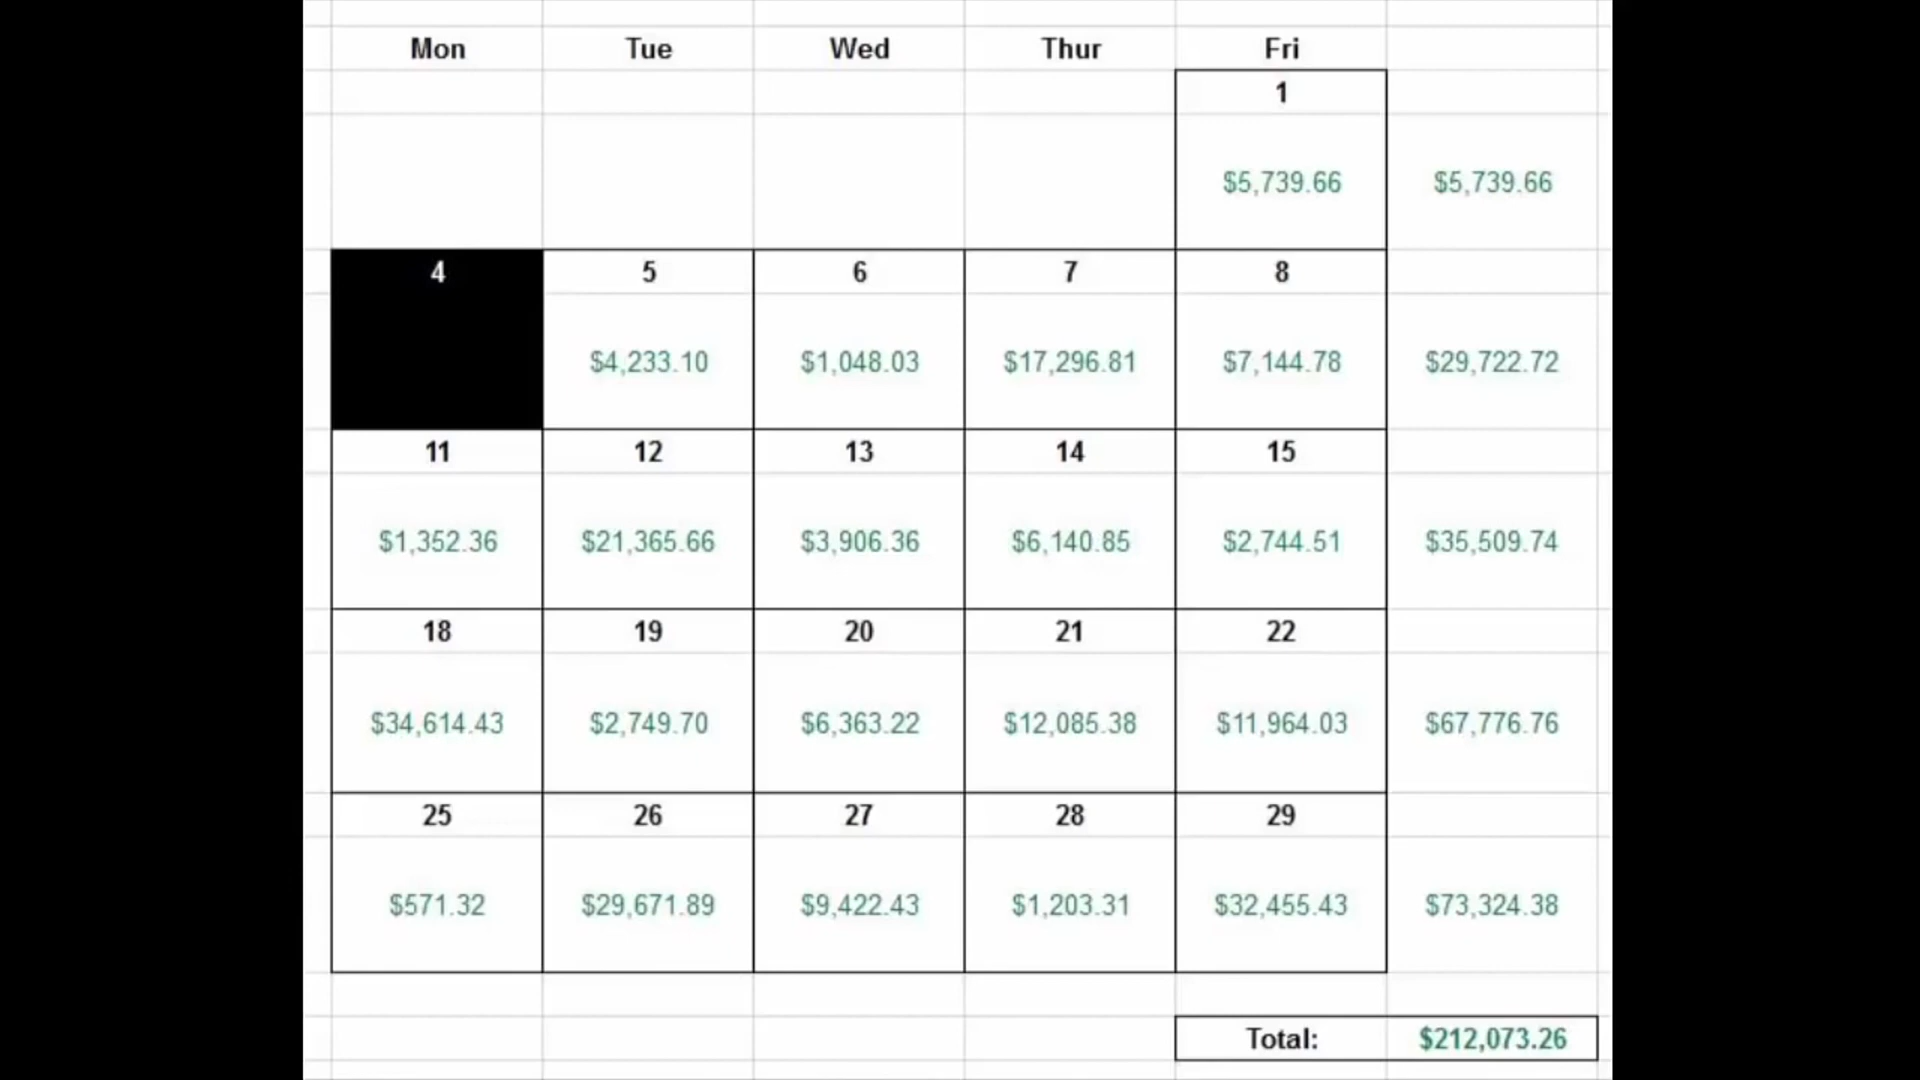 Mon Tue Wed Thur Fri
1
$5,739.66 $5,739.66
4 5 6 7 8
$4,233.10 $1,048.03 $17,296.81 $7,144.78 $29,722.72
11 12 13 14 15
$1,352.36 $21,365.66 $3,906.36 $6,140.85 $2,744.51 $35,509.74
18 19 20 21 22
$34,614.43 $2,749.70 $6,363.22 $12,085.38 $11,964.03 $67,776.76
25 26 27 28 29
$571.32 $29,671.89 $9,422.43 $1,203.31 $32,455.43 $73,324.38
Total: $212,073.26